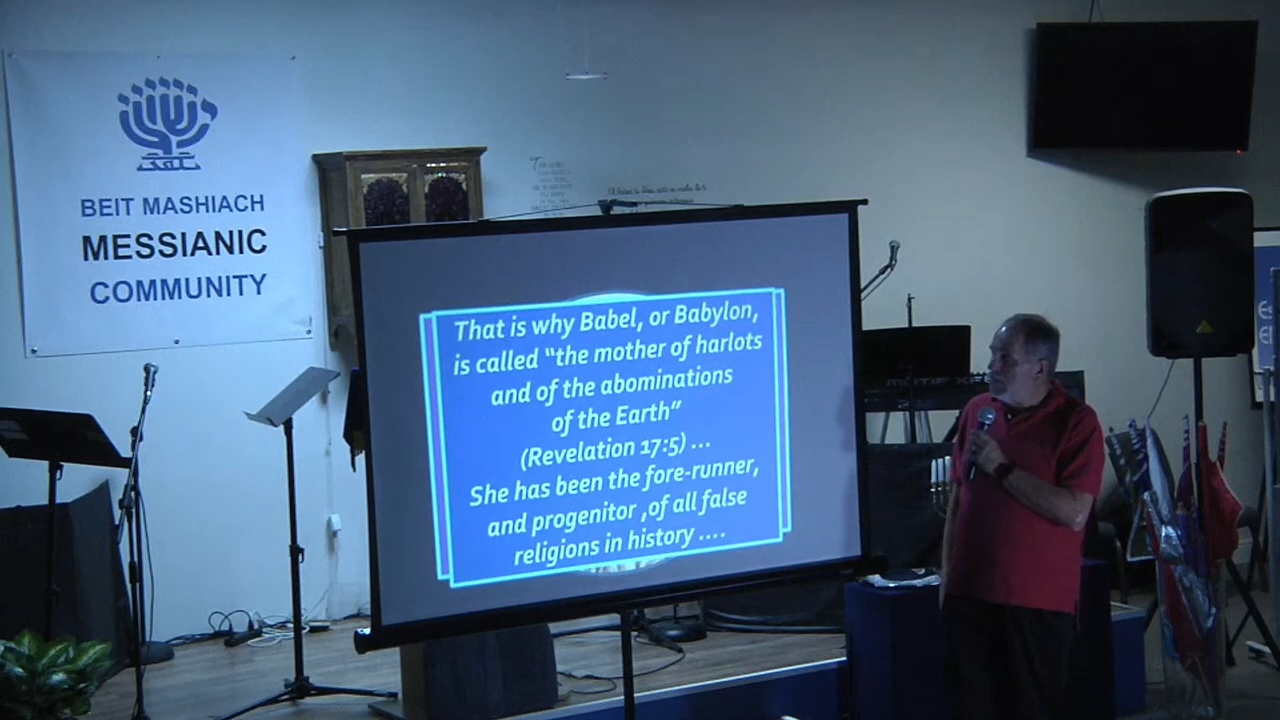 BEIT MASHIACH
MESSIANIC
COMMUNITY
That is why Babel, or Babylon,
is called “the mother of harlots
and of the abominations
of the Earth”
(Revelation 17:5) ...
She has been the fore-runner,
and progenitor ,of all false
religions in history ....
MOTIF XF8